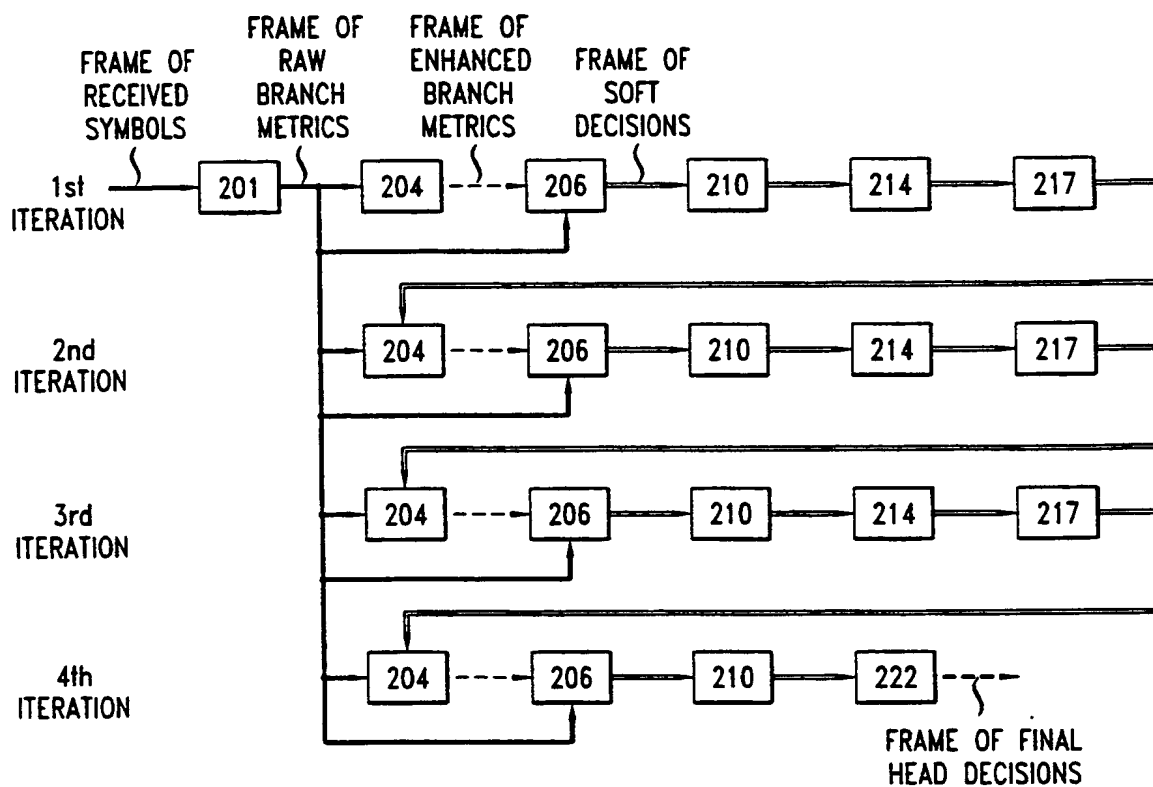 FRAME OF
RECEIVED
SYMBOLS
FRAME OF
RAW
BRANCH
METRICS
FRAME OF
ENHANCED
BRANCH
METRICS
FRAME OF
SOFT
DECISIONS
1st
ITERATION
201
204
206
210
214
217
2nd
ITERATION
204
206
210
214
217
3rd
ITERATION
204
206
210
214
217
4th
ITERATION
204
206
210
222
FRAME OF FINAL
HEAD DECISIONS